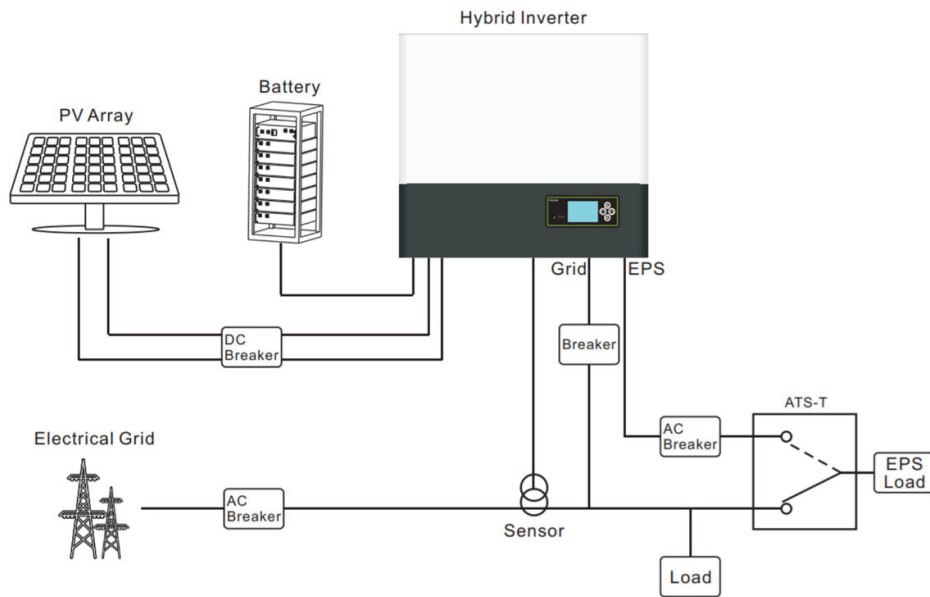 Hybrid Inverter
Battery
PV Array
Grid
EPS
DC
Breaker
Breaker
ATS-T
AC
Breaker
EPS
Load
Electrical Grid
AC
Breaker
Sensor
Load